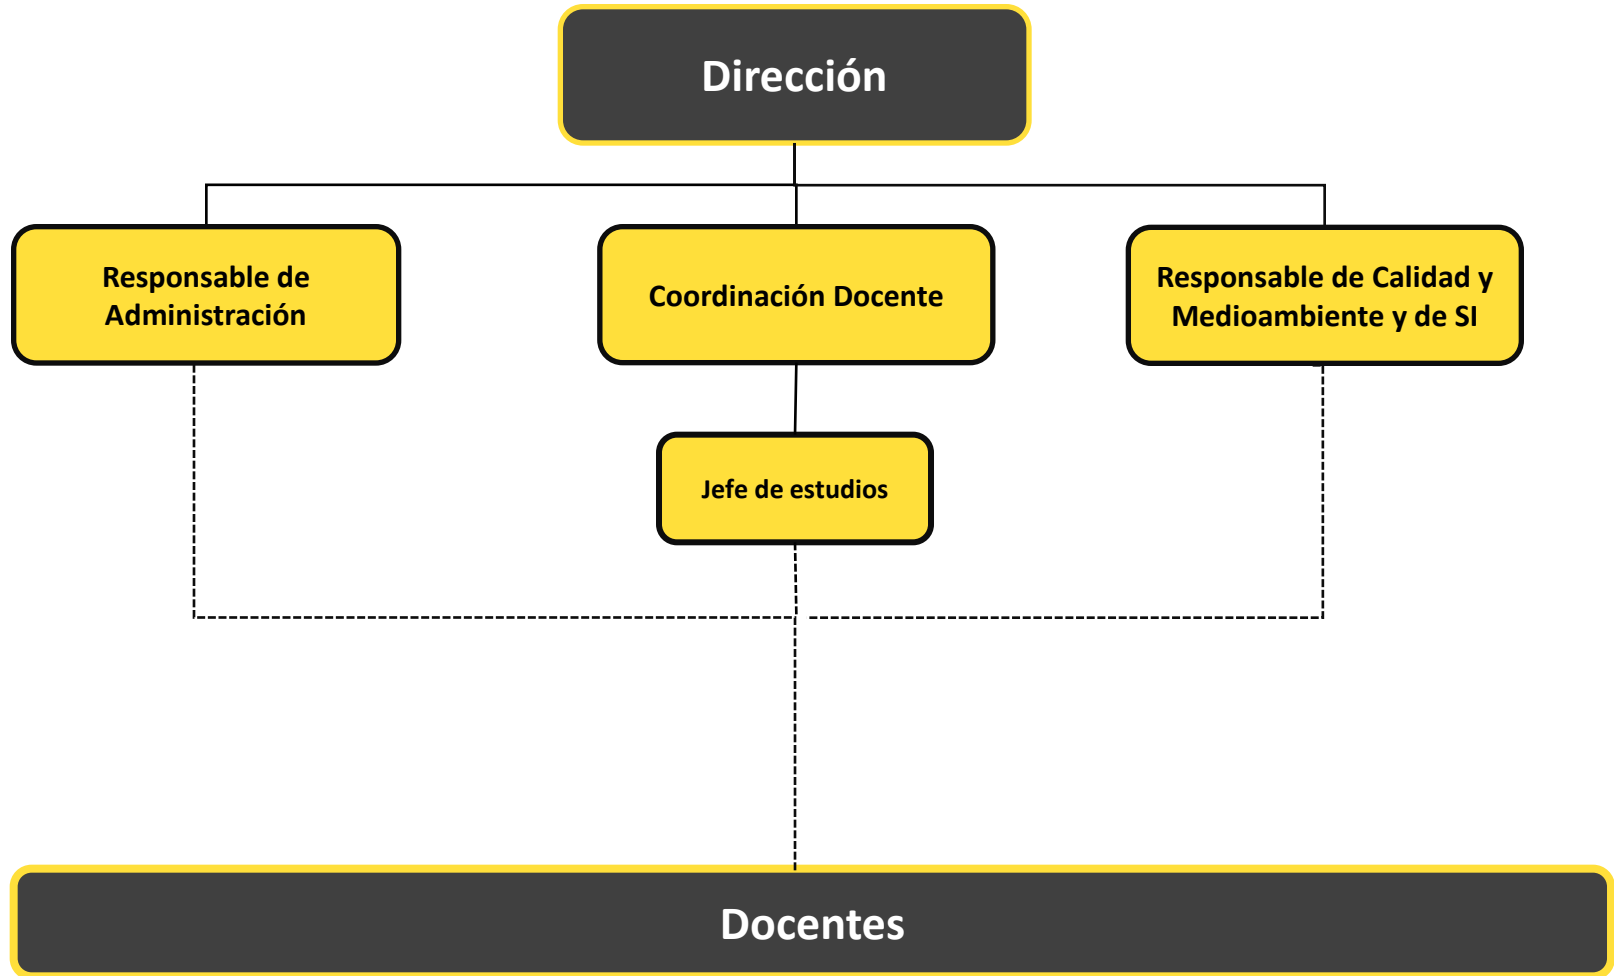 Dirección
Responsable de
Administración
Coordinación Docente
Responsable de Calidad y
Medioambiente y de SI
Jefe de estudios
Docentes